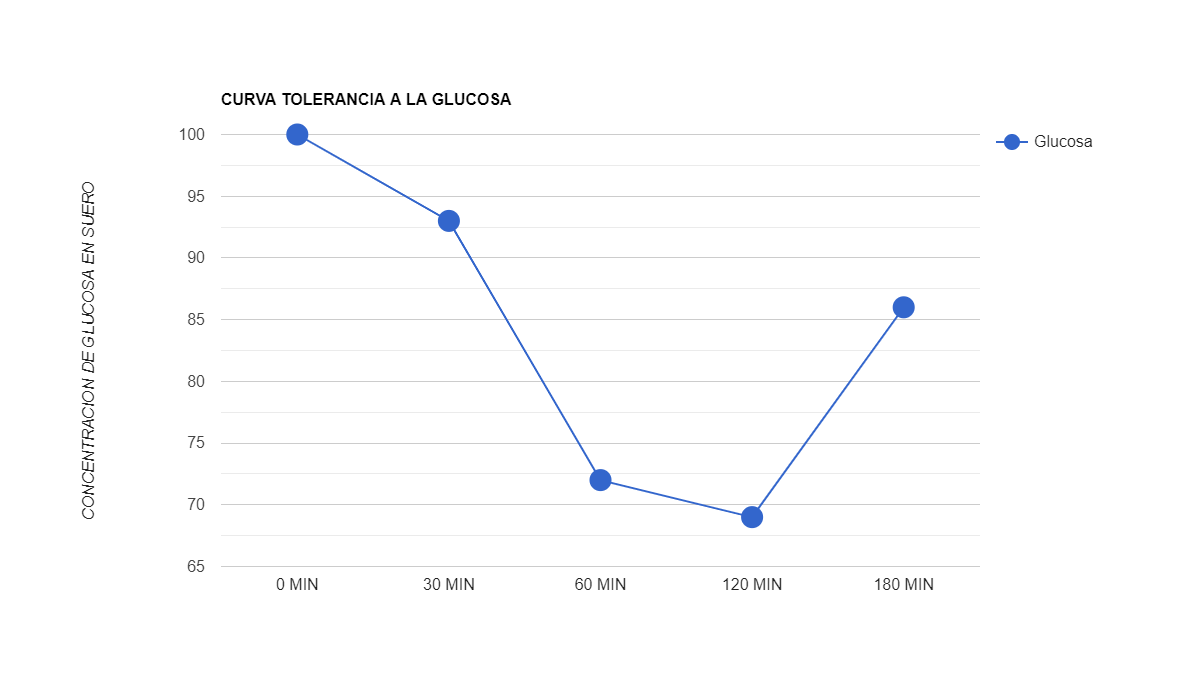 CURVA TOLERANCIA A LA GLUCOSA
Glucosa
CONCENTRACION DE GLUCOSA EN SUERO
100
95
90
85
80
75
70
65
0 MIN
30 MIN
60 MIN
120 MIN
180 MIN